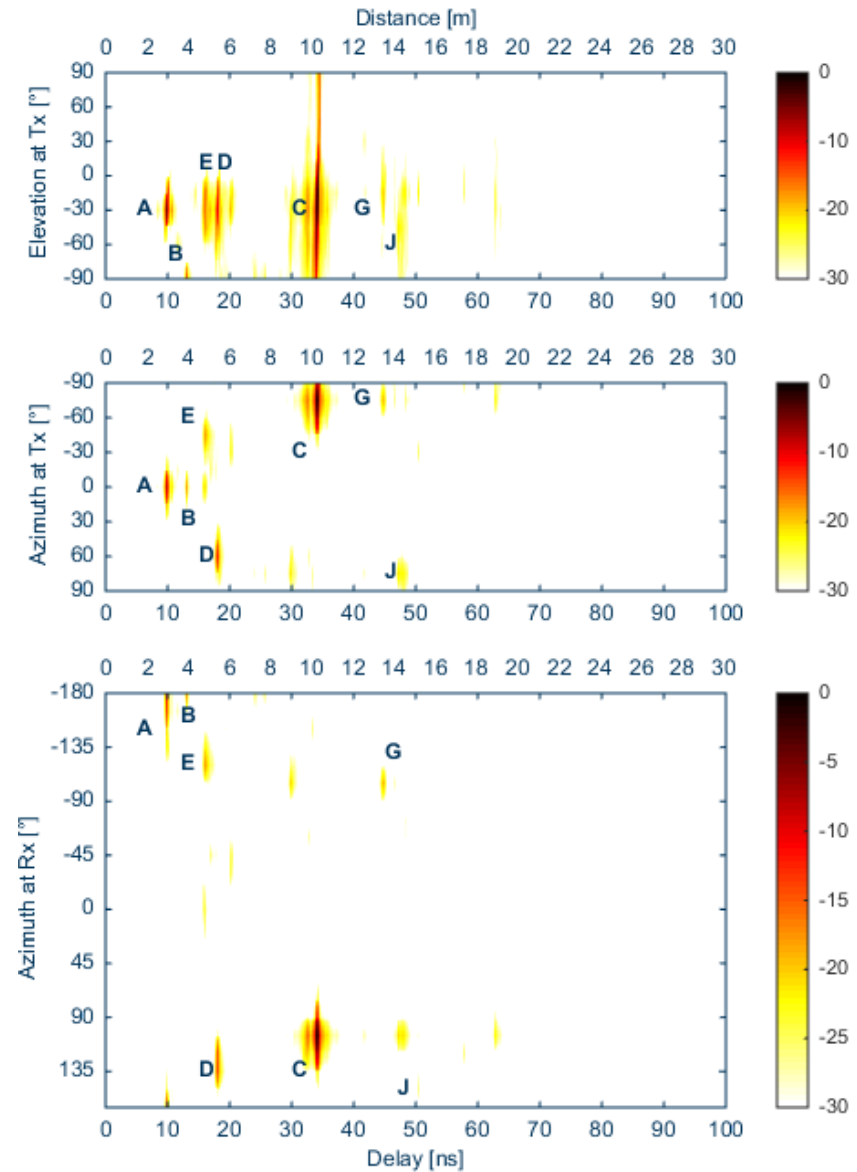 Distance [m]
0 2 4 6 8 10 12 14 16 18 20 22 24 26 28 30
Elevation at Tx [°]
90
60
30
0
-30
-60
-90
E D
A
C
G
B
J
0 10 20 30 40 50 60 70 80 90 100
0
-10
-20
-30
0 2 4 6 8 10 12 14 16 18 20 22 24 26 28 30
Azimuth at Tx [°]
-90
-60
-30
0
30
60
90
G
E
C
A
B
D
J
0 10 20 30 40 50 60 70 80 90 100
0
-10
-20
-30
0 2 4 6 8 10 12 14 16 18 20 22 24 26 28 30
Azimuth at Rx [°]
-180
-135
-90
-45
0
45
90
135
B
A
G
E
D
C
J
0 10 20 30 40 50 60 70 80 90 100
Delay [ns]
0
-5
-10
-15
-20
-25
-30